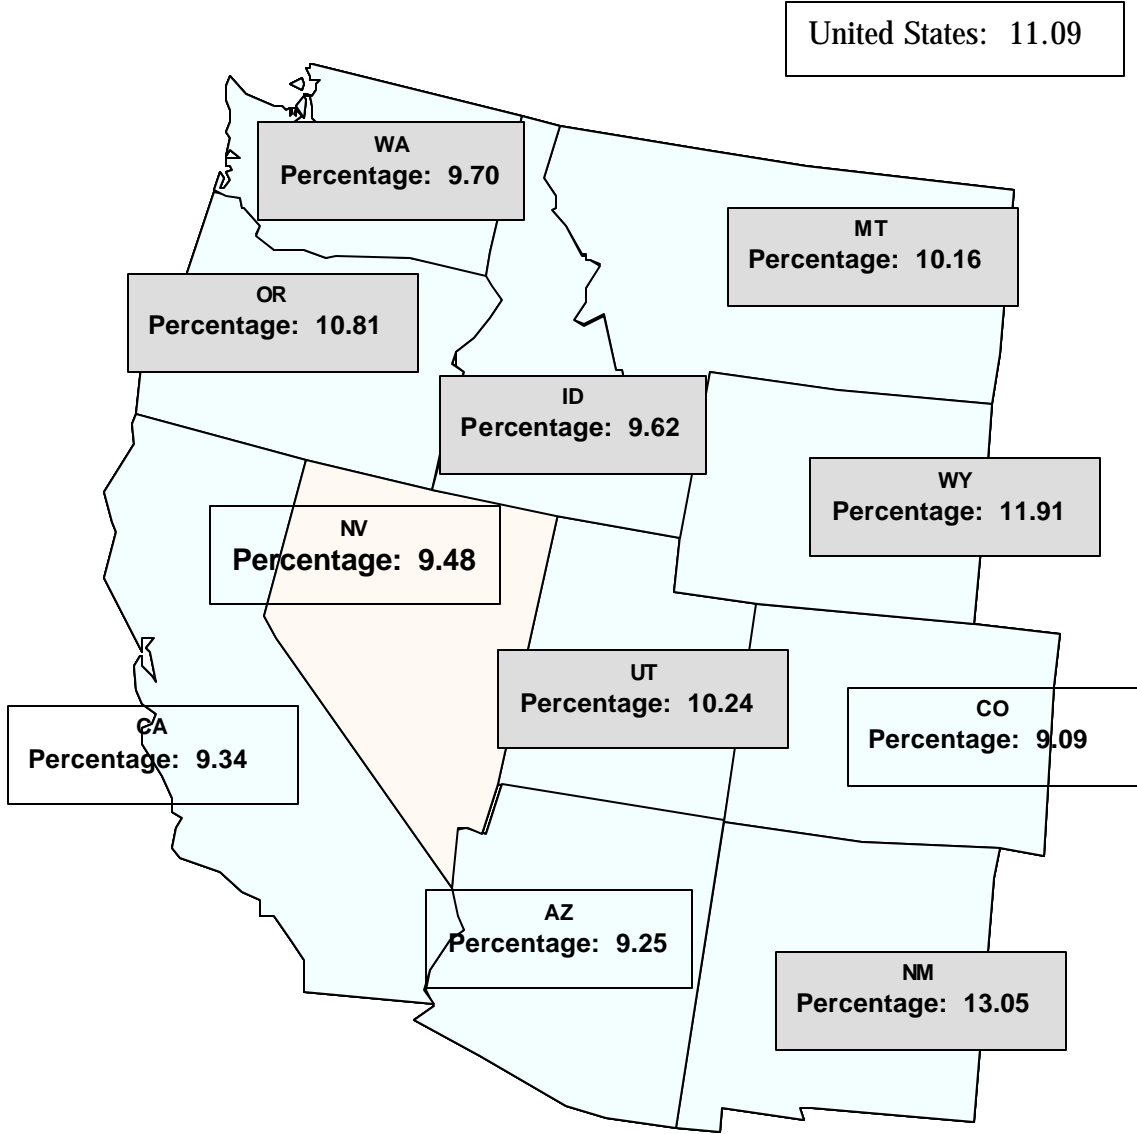 United States: 11.09
WA
Percentage: 9.70
MT
Percentage: 10.16
OR
Percentage: 10.81
ID
Percentage: 9.62
WY
Percentage: 11.91
NV
Percentage: 9.48
UT
Percentage: 10.24
CO
Percentage: 9.09
CA
Percentage: 9.34
AZ
Percentage: 9.25
NM
Percentage: 13.05